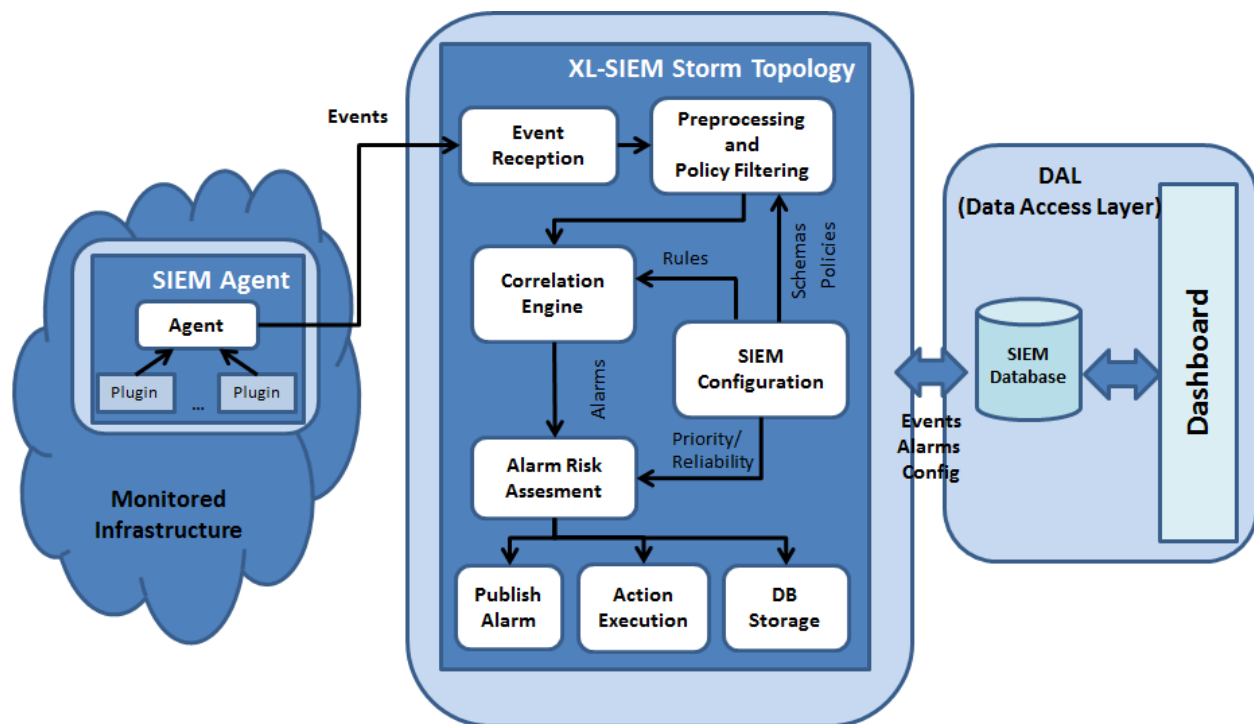 XL-SIEM Storm Topology
Events
Event
Reception
Preprocessing
and
Policy Filtering
DAL
(Data Access Layer)
SIEM Agent
Agent
Plugin
...
Plugin
Monitored
Infrastructure
Correlation
Engine
Rules
Schemas
Policies
SIEM
Configuration
Alarms
Priority/
Reliability
Alarm Risk
Assesment
Publish
Alarm
Action
Execution
DB
Storage
Events
Alarms
Config
SIEM
Database
Dashboard